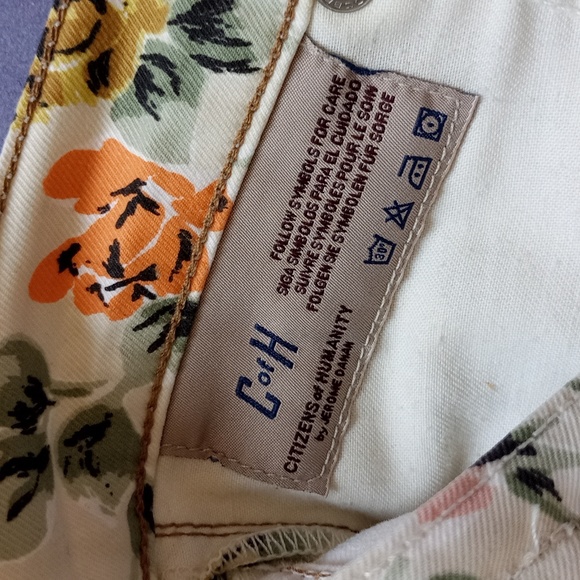 FOLLOW SYMBOLS FOR CARE
SIGA SIMBOLOS PARA EL CUIDADO
SUIVRE SYMBOLES POUR LE SOIN
FOLGEN SIE SYMBOLEN FÜR SORGE
30°
C of H
CITIZENS of HUMANITY
by JEROME DAHAN